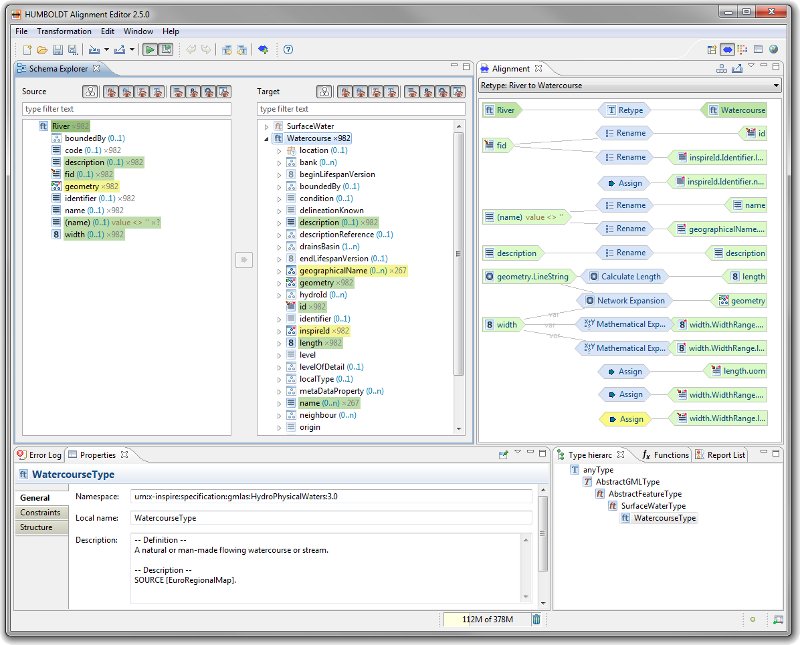 HUMBOLDT Alignment Editor 2.5.0
File Transformation Edit Window Help
Schema Explorer
Source
type filter text
River ×982
boundedBy (0..1)
code (0..1) ×982
description (0..1) ×982
fid (0..1) ×982
geometry ×982
identifier (0..1) ×982
name (0..1) ×982
(name) (0..1) value <> '' ×?
width (0..1) ×982
Target
type filter text
SurfaceWater
Watercourse ×982
location (0..1)
bank (0..n)
beginLifespanVersion
boundedBy (0..1)
condition (0..1)
delineationKnown
description (0..1) ×982
descriptionReference (0..1)
drainsBasin (1..n)
endLifespanVersion (0..1)
geographicalName (0..n) ×267
geometry ×982
hydroId (0..n)
id ×982
identifier (0..1)
inspireId ×982
length ×982
level
levelOfDetail (0..1)
localType (0..1)
metaDataProperty (0..n)
name (0..n) ×267
neighbour (0..n)
origin
Alignment
Retype: River to Watercourse
River Retype Watercourse
Rename id
fid
Rename inspireId.Identifier.l...
Assign inspireId.Identifier.n...
Rename name
(name) value <> ''
Rename geographicalName....
description Rename description
geometry.LineString Calculate Length length
Network Expansion geometry
var
width var Mathematical Exp... width.WidthRange....
var
Mathematical Exp... width.WidthRange.l...
Assign length.uom
Assign width.WidthRange....
Assign width.WidthRange.l...
Error Log Properties
WatercourseType
General
Constraints
Structure
Namespace: urn:x-inspire:specification:gmlas:HydroPhysicalWaters:3.0
Local name: WatercourseType
Description: -- Definition --
A natural or man-made flowing watercourse or stream.
-- Description --
SOURCE [EuroRegionalMap].
Type hierarc Functions Report List
anyType
AbstractGMLType
AbstractFeatureType
SurfaceWaterType
WatercourseType
112M of 378M